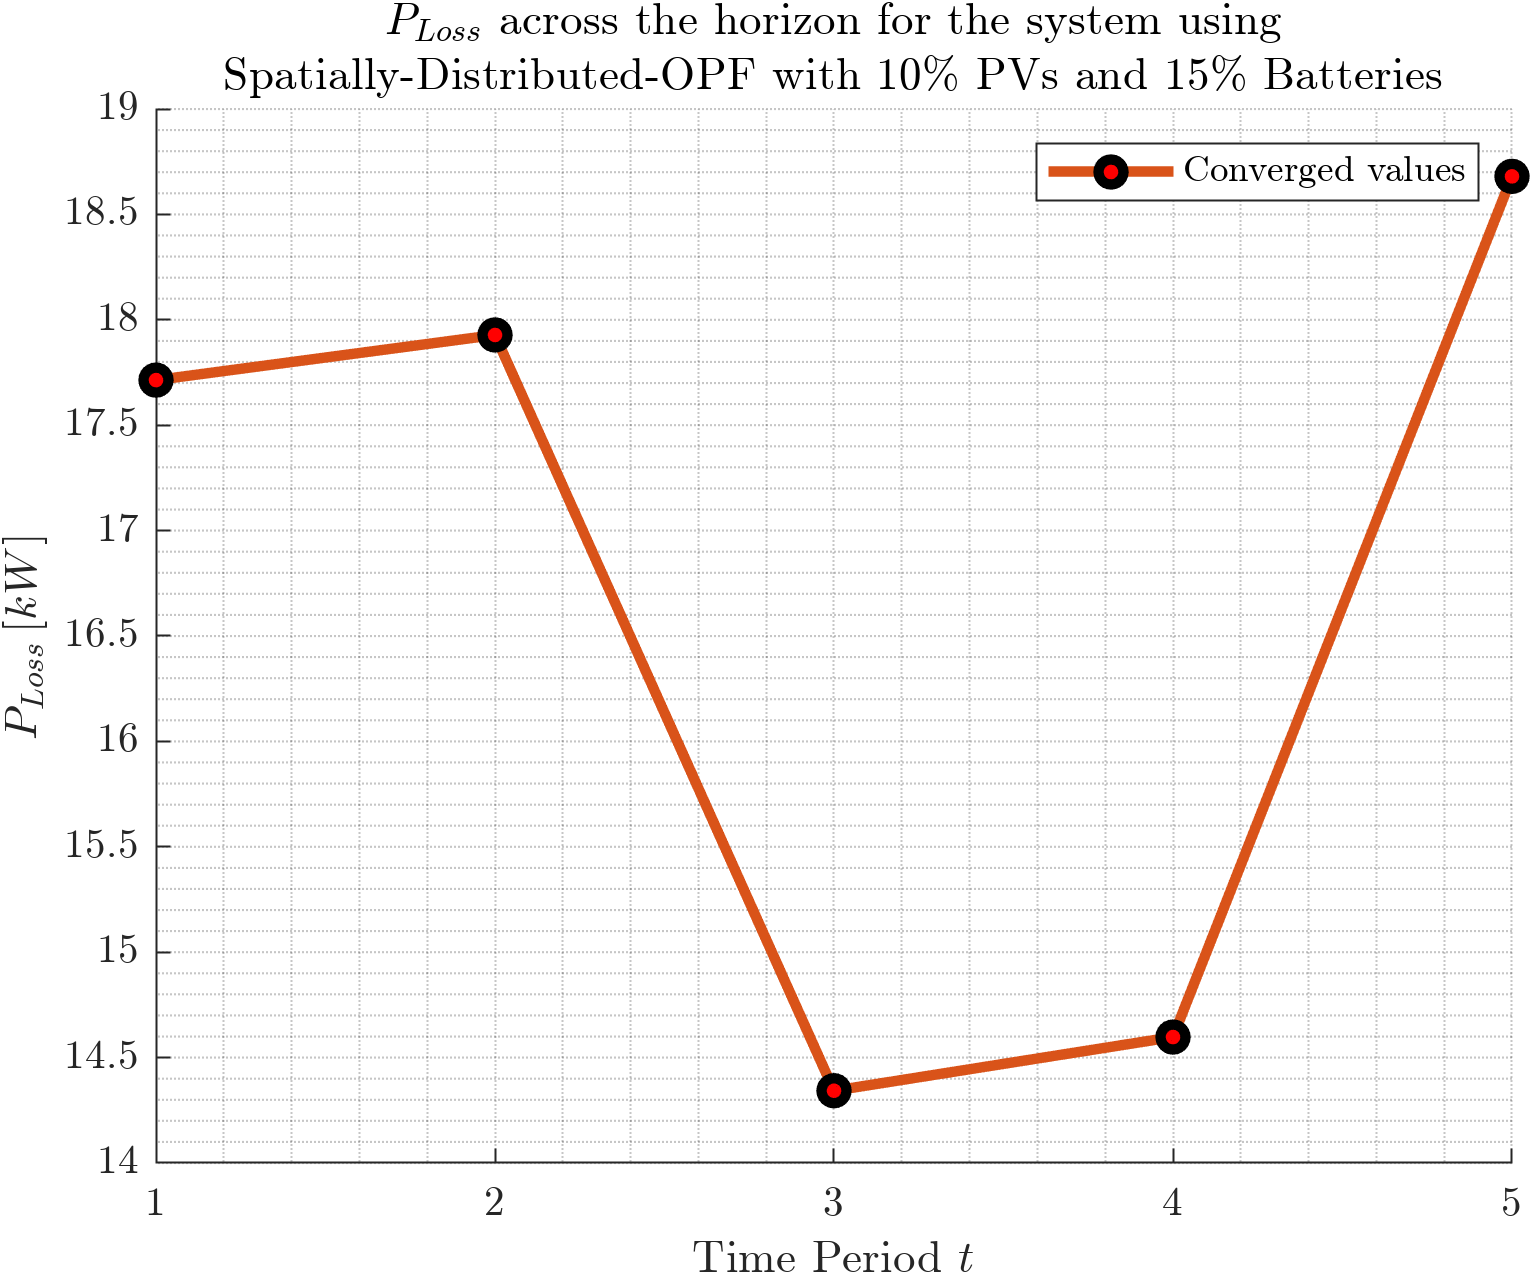 P_Loss across the horizon for the system using
Spatially-Distributed-OPF with 10% PVs and 15% Batteries
19
18.5
18
17.5
17
16.5
16
15.5
15
14.5
14
P_Loss [kW]
Converged values
1 2 3 4 5
Time Period t